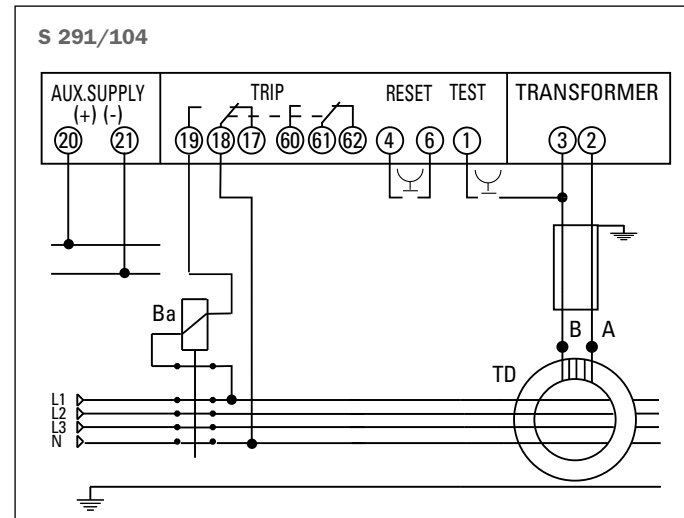 S 291/104
AUX.SUPPLY TRIP RESET TEST TRANSFORMER
(+) (-)
20 21 19 18 17 60 61 62 4 6 1 3 2
Ba
B A
TD
L1
L2
L3
N